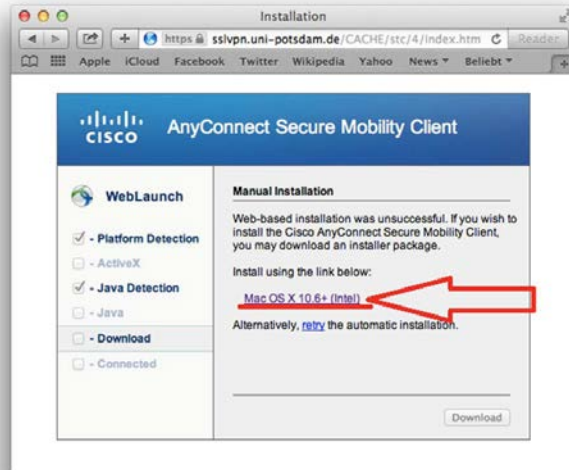 Installation
https sslvpn.uni-potsdam.de/CACHE/stc/4/index.htm Reader
Apple iCloud Facebook Twitter Wikipedia Yahoo News Beliebt
CISCO
AnyConnect Secure Mobility Client
WebLaunch
- Platform Detection
- ActiveX
- Java Detection
- Java
- Download
- Connected
Manual Installation
Web-based installation was unsuccessful. If you wish to
install the Cisco AnyConnect Secure Mobility Client,
you may download an installer package.
Install using the link below:
Mac OS X 10.6+ (Intel)
Alternatively, retry the automatic installation.
Download